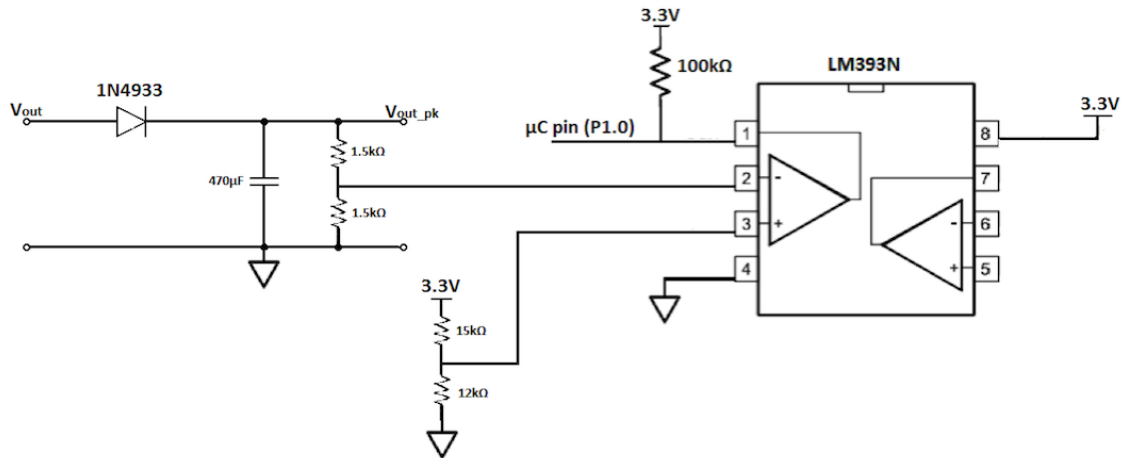 3.3V
100kΩ
LM393N
3.3V
1N4933
Vout
Vout_pk
µC pin (P1.0)
1
8
1.5kΩ
470µF
2
-
7
1.5kΩ
3
+
-
6
4
+
5
3.3V
15kΩ
12kΩ